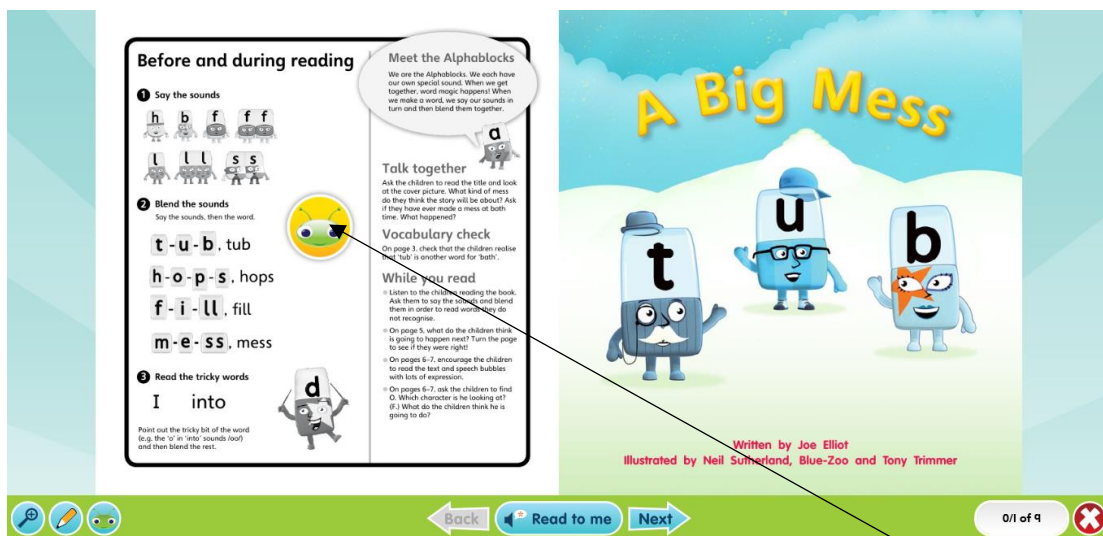 Before and during reading
1 Say the sounds
h b f ff
l ll ss
2 Blend the sounds
Say the sounds, then the word.
t-u-b, tub
h-o-p-s, hops
f-i-ll, fill
m-e-ss, mess
3 Read the tricky words
I into
Point out the tricky bit of the word
(e.g. the 'o' in 'into' sounds /oo/)
and then blend the rest.
d
Meet the Alphablocks
We are the Alphablocks. We each have
our own special sound. When we get
together, word magic happens! When
we make a word, we say our sounds in
turn and then blend them together.
a
Talk together
Ask the children to read the title and look
at the cover picture. What kind of mess
do they think the story will be about? Ask
if they have ever made a mess at bath
time. What happened?
Vocabulary check
On page 3, check that the children realise
that 'tub' is another word for 'bath'.
While you read
Listen to the children reading the book.
Ask them to say the sounds and blend
them in order to read words they do
not recognise.
On page 5, what do the children think
is going to happen next? Turn the page
to see if they were right!
On pages 6–7, encourage the children
to read the text and speech bubbles
with lots of expression.
On pages 6–7, ask the children to find
O. Which character is he looking at?
(F.) What do the children think he is
going to do?
A Big Mess
t u b
Written by Joe Elliot
Illustrated by Neil Sutherland, Blue-Zoo and Tony Trimmer
Back Read to me Next 0/1 of 9